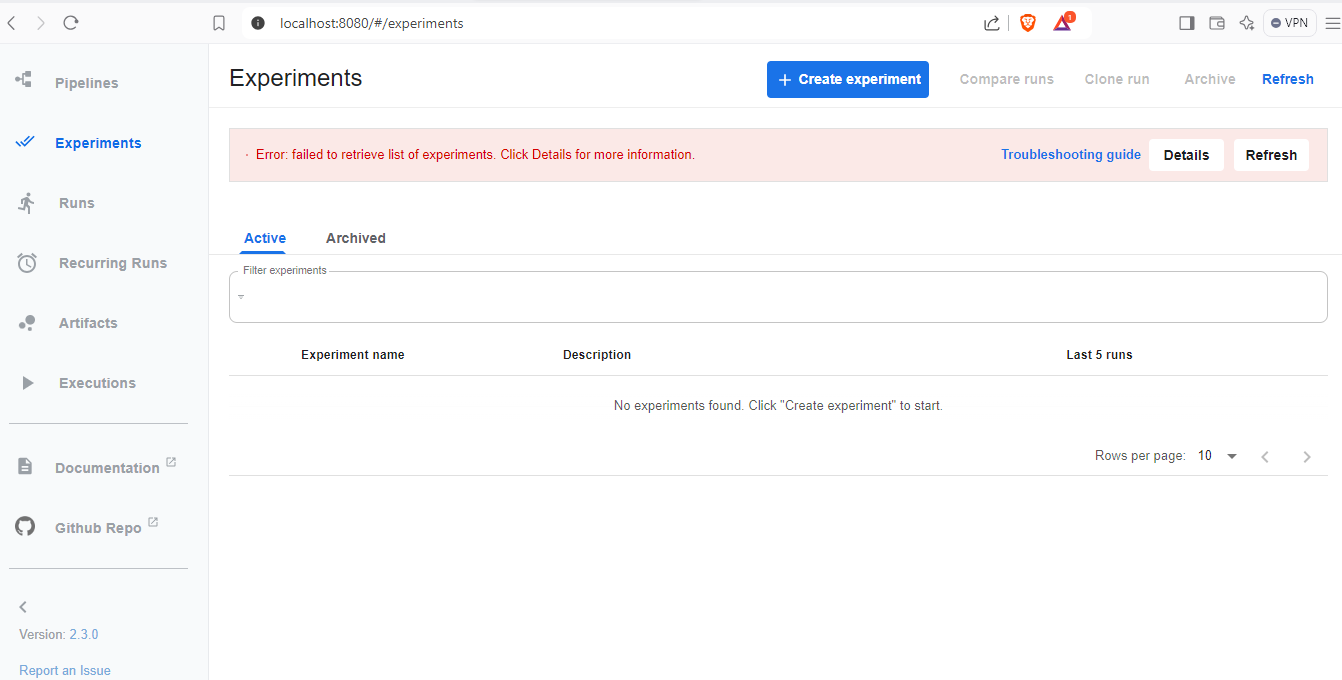 localhost:8080/#/experiments
1
VPN
Pipelines
Experiments
Runs
Recurring Runs
Artifacts
Executions
Documentation
Github Repo
Version: 2.3.0
Report an Issue
Experiments
+ Create experiment Compare runs Clone run Archive Refresh
· Error: failed to retrieve list of experiments. Click Details for more information. Troubleshooting guide Details Refresh
Active Archived
Filter experiments
Experiment name Description Last 5 runs
No experiments found. Click "Create experiment" to start.
Rows per page: 10